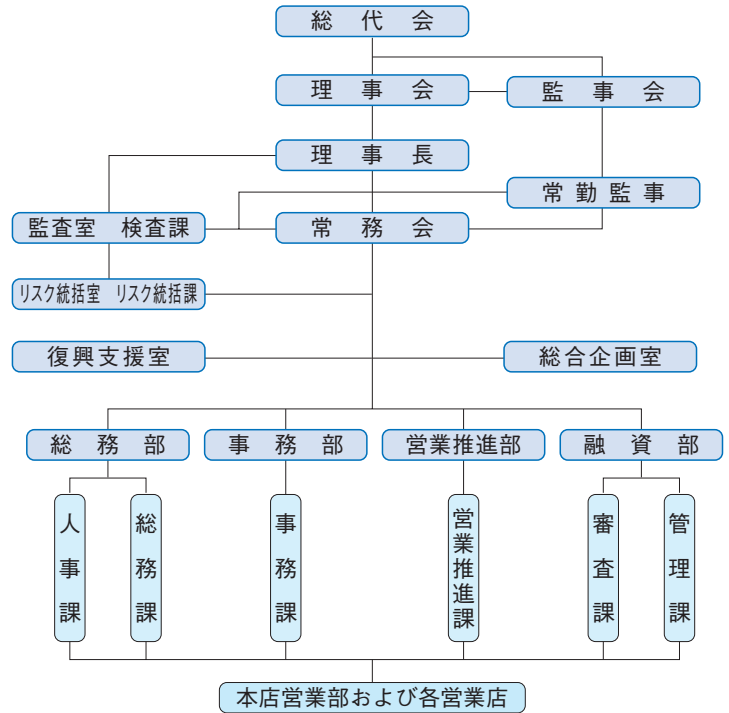 総代会
理事会
監事会
理事長
常勤監事
監査室 検査課
常務会
リスク統括室 リスク統括課
復興支援室
総合企画室
総務部
事務部
営業推進部
融資部
人事課
総務課
事務課
営業推進課
審査課
管理課
本店営業部および各営業店